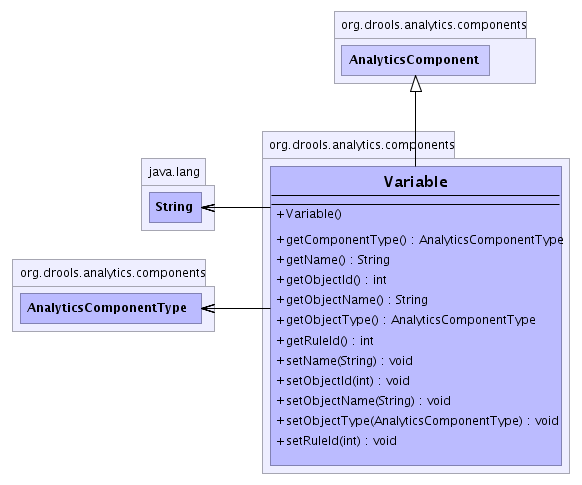 org.drools.analytics.components
AnalyticsComponent
org.drools.analytics.components
Variable
+Variable()
+getComponentType() : AnalyticsComponentType
+getName() : String
+getObjectId() : int
+getObjectName() : String
+getObjectType() : AnalyticsComponentType
+getRuleId() : int
+setName(String) : void
+setObjectId(int) : void
+setObjectName(String) : void
+setObjectType(AnalyticsComponentType) : void
+setRuleId(int) : void
java.lang
String
org.drools.analytics.components
AnalyticsComponentType